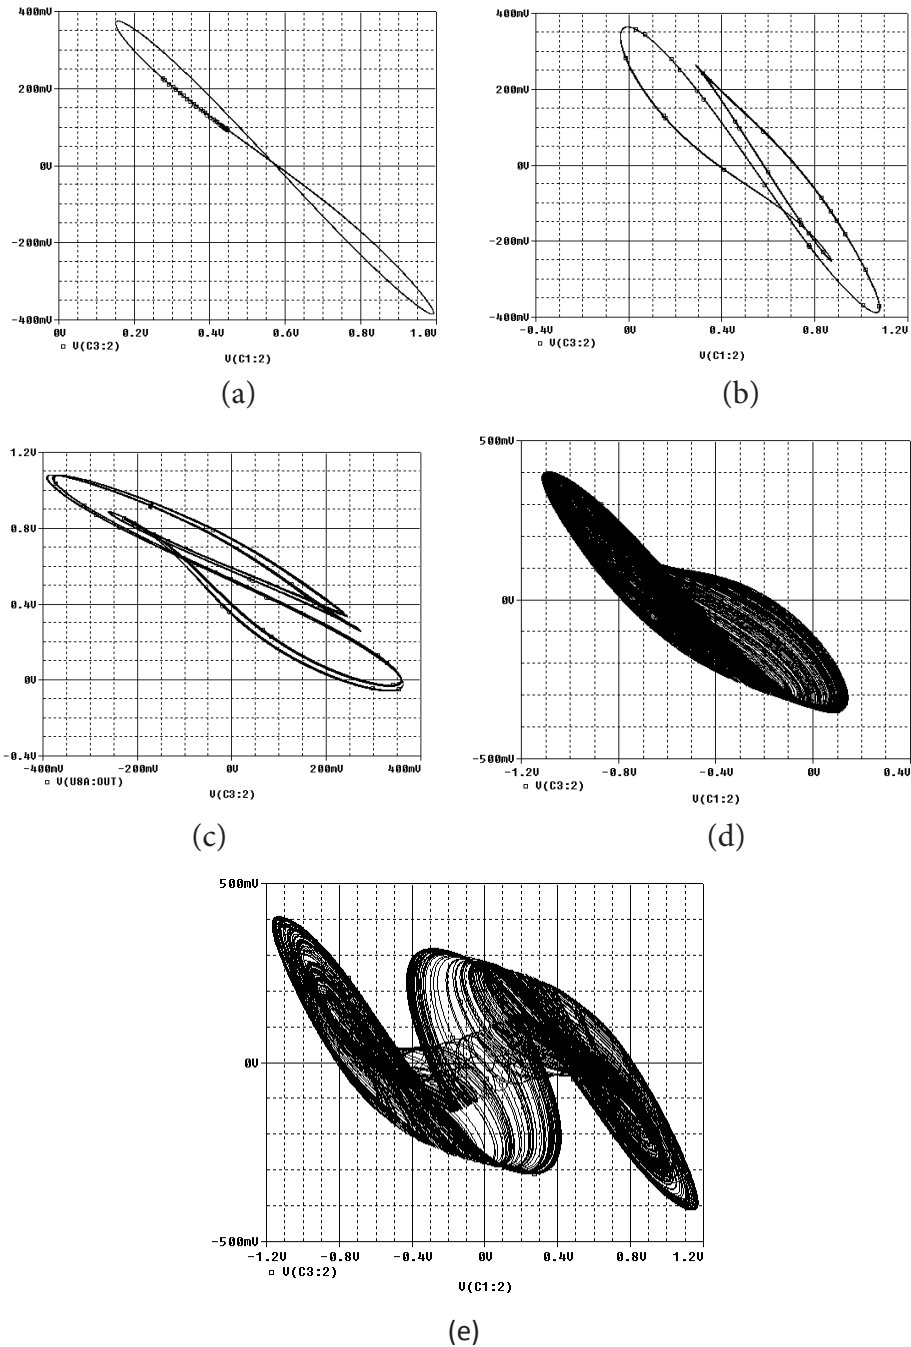 400mV
200mV
0V
-200mV
-400mV
0V 0.2V 0.4V 0.6V 0.8V 1.0V
V(C3:2)
V(C1:2)
(a)
400mV
200mV
0V
-200mV
-400mV
-0.4V 0V 0.4V 0.8V 1.2V
V(C3:2)
V(C1:2)
(b)
1.2V
0.8V
0.4V
0V
-0.4V
-400mV -200mV 0V 200mV 400mV
V(U8A:OUT)
V(C3:2)
(c)
500mV
0V
-500mV
-1.2V -0.8V -0.4V 0V 0.4V
V(C3:2)
V(C1:2)
(d)
500mV
0V
-500mV
-1.2V -0.8V -0.4V 0V 0.4V 0.8V 1.2V
V(C3:2)
V(C1:2)
(e)